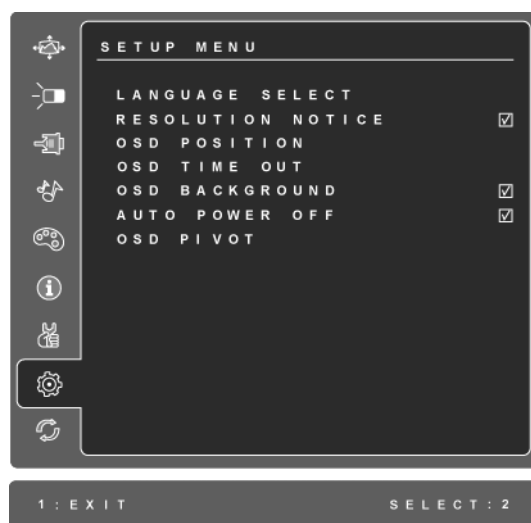 SETUP MENU
LANGUAGE SELECT
RESOLUTION NOTICE
OSD POSITION
OSD TIME OUT
OSD BACKGROUND
AUTO POWER OFF
OSD PIVOT
1:EXIT SELECT:2